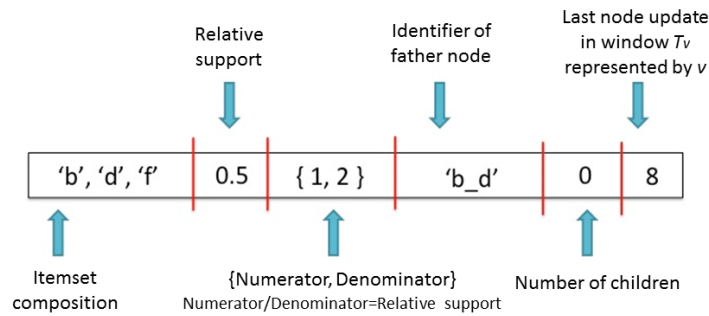 Relative
support
Identifier of
father node
Last node update
in window Tv
represented by v
‘b’, ‘d’, ‘f’ 0.5 { 1, 2 } ‘b_d’ 0 8
Itemset
composition
{Numerator, Denominator}
Numerator/Denominator=Relative support
Number of children